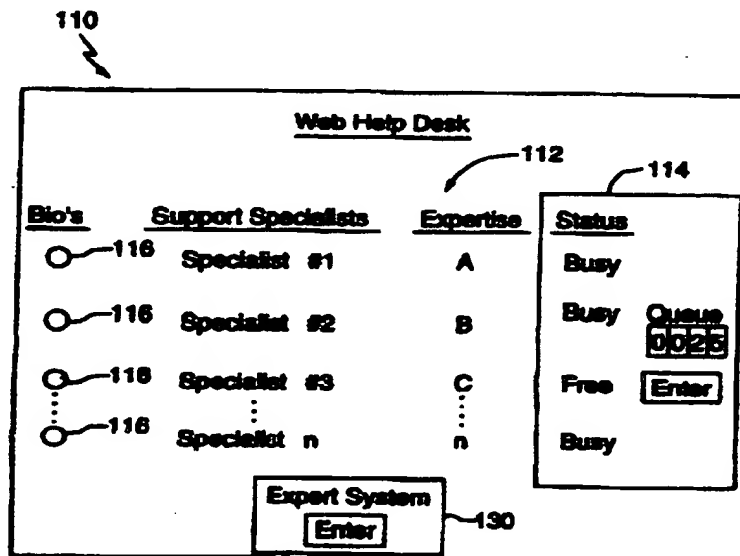 110
Web Help Desk
112
114
Bio's Support Specialists Expertise Status
116 Specialist #1 A Busy
116 Specialist #2 B Busy Queue
0025
116 Specialist #3 C Free Enter
116 Specialist n n Busy
Expert System
Enter
130